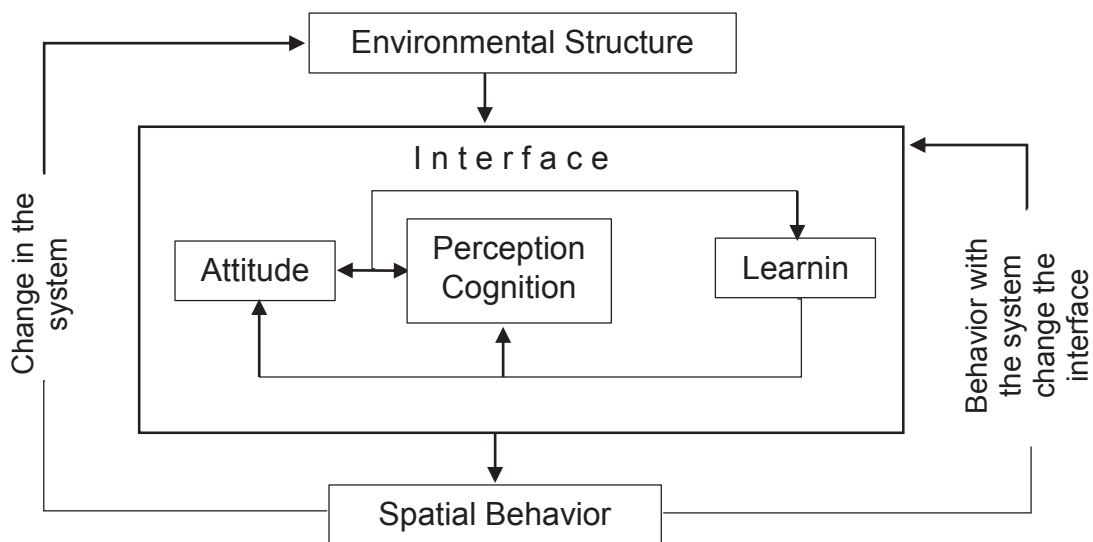 Environmental Structure
I n t e r f a c e
Attitude
Perception
Cognition
Learnin
Spatial Behavior
Change in the
system
Behavior with
the system
change the
interface